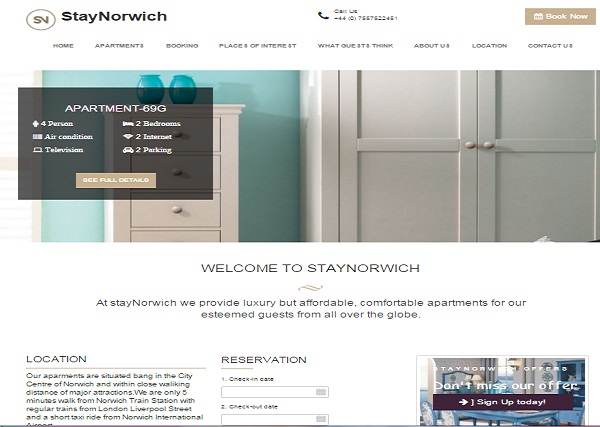 SN
StayNorwich
Call Us
+44 (0) 7557522451
Book Now
HOME APARTMENTS BOOKING PLACES OF INTEREST WHAT GUESTS THINK ABOUT US LOCATION CONTACT US
APARTMENT-69G
4 Person 2 Bedrooms
Air condition 2 Internet
Television 2 Parking
SEE FULL DETAILS
WELCOME TO STAYNORWICH
At stayNorwich we provide luxury but affordable, comfortable apartments for our
esteemed guests from all over the globe.
LOCATION
Our aparments are situated bang in the City
Centre of Norwich and within close waliking
distance of major attractions.We are only 5
minutes walk from Norwich Train Station with
regular trains from London Liverpool Street
and a short taxi ride from Norwich International
Airport
RESERVATION
1. Check-in date
2. Check-out date
STAYNORWICH OFFERS
Don't miss our offer
] Sign Up today!